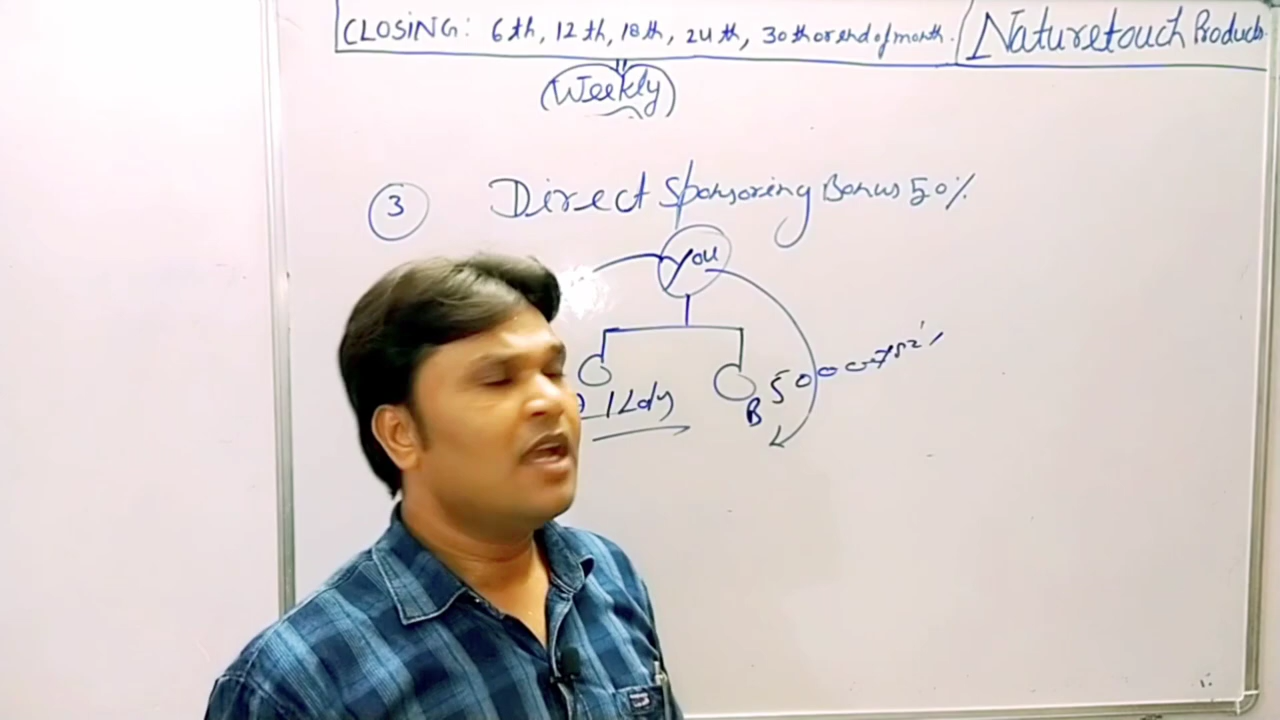 CLOSING: 6th, 12th, 18th, 24th, 30th or end of month. Naturetouch Products
(Weekly)
3 Direct Sponsoring Bonus 50%
You
B 5000